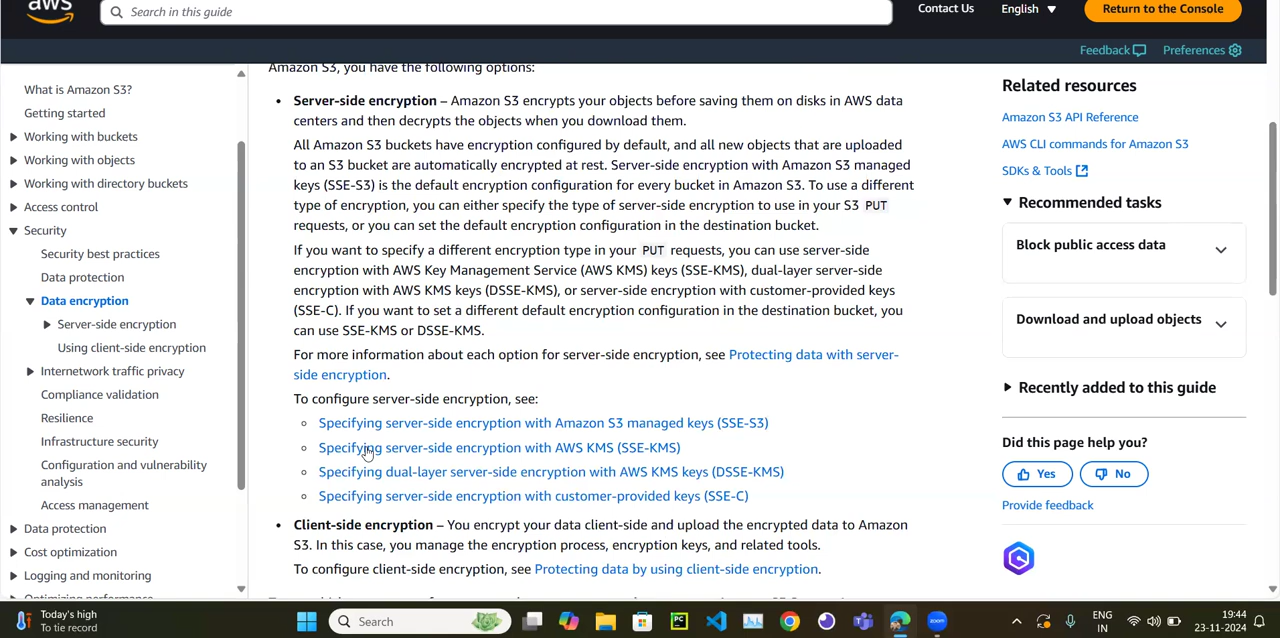 aws
Search in this guide
Contact Us
English
Return to the Console
Feedback
Preferences
What is Amazon S3?
Getting started
Working with buckets
Working with objects
Working with directory buckets
Access control
Security
Security best practices
Data protection
Data encryption
Server-side encryption
Using client-side encryption
Internetwork traffic privacy
Compliance validation
Resilience
Infrastructure security
Configuration and vulnerability
analysis
Access management
Data protection
Cost optimization
Logging and monitoring
Optimizing performance
Amazon S3, you have the following options:
• Server-side encryption – Amazon S3 encrypts your objects before saving them on disks in AWS data
centers and then decrypts the objects when you download them.
All Amazon S3 buckets have encryption configured by default, and all new objects that are uploaded
to an S3 bucket are automatically encrypted at rest. Server-side encryption with Amazon S3 managed
keys (SSE-S3) is the default encryption configuration for every bucket in Amazon S3. To use a different
type of encryption, you can either specify the type of server-side encryption to use in your S3 PUT
requests, or you can set the default encryption configuration in the destination bucket.
If you want to specify a different encryption type in your PUT requests, you can use server-side
encryption with AWS Key Management Service (AWS KMS) keys (SSE-KMS), dual-layer server-side
encryption with AWS KMS keys (DSSE-KMS), or server-side encryption with customer-provided keys
(SSE-C). If you want to set a different default encryption configuration in the destination bucket, you
can use SSE-KMS or DSSE-KMS.
For more information about each option for server-side encryption, see Protecting data with server-
side encryption.
To configure server-side encryption, see:
Specifying server-side encryption with Amazon S3 managed keys (SSE-S3)
Specifying server-side encryption with AWS KMS (SSE-KMS)
Specifying dual-layer server-side encryption with AWS KMS keys (DSSE-KMS)
Specifying server-side encryption with customer-provided keys (SSE-C)
• Client-side encryption – You encrypt your data client-side and upload the encrypted data to Amazon
S3. In this case, you manage the encryption process, encryption keys, and related tools.
To configure client-side encryption, see Protecting data by using client-side encryption.
Related resources
Amazon S3 API Reference
AWS CLI commands for Amazon S3
SDKs & Tools
Recommended tasks
Block public access data
Download and upload objects
Recently added to this guide
Did this page help you?
Yes
No
Provide feedback
Today's high
To tie record
Search
ENG
IN
19:44
23-11-2024